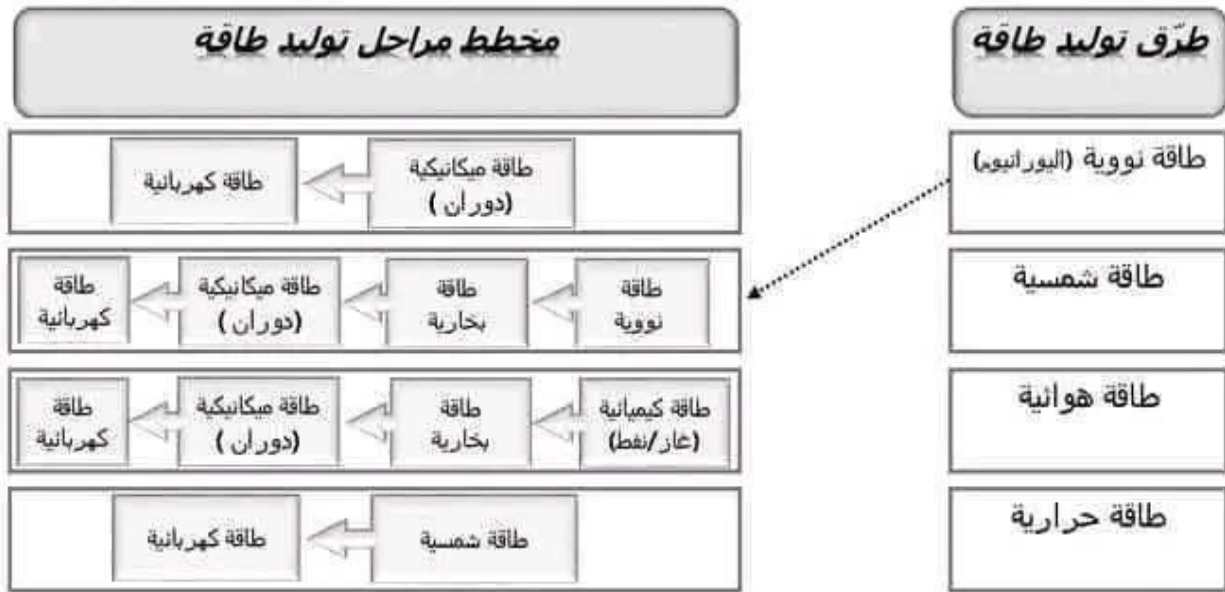 طرّق توليد طاقة
مخطط مراحل توليد طاقة
طاقة نووية (اليورانيوم)
طاقة ميكانيكية
(دوران )
طاقة كهربائية
طاقة شمسية
طاقة
نووية
طاقة
بخارية
طاقة ميكانيكية
(دوران )
طاقة
كهربائية
طاقة هوائية
طاقة كيميائية
(غاز/نفط)
طاقة
بخارية
طاقة ميكانيكية
(دوران )
طاقة
كهربائية
طاقة حرارية
طاقة شمسية
طاقة كهربائية